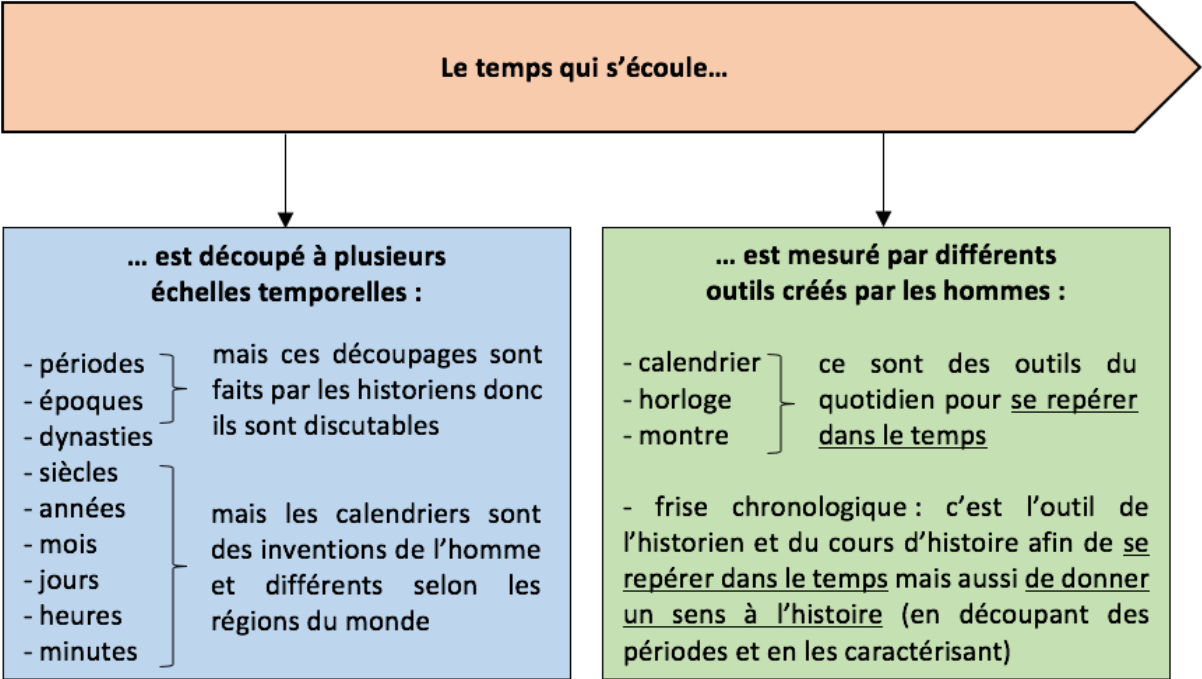 Le temps qui s’écoule…
… est découpé à plusieurs
échelles temporelles :
- périodes
- époques
- dynasties
mais ces découpages sont
faits par les historiens donc
ils sont discutables
- siècles
- années
- mois
- jours
- heures
- minutes
mais les calendriers sont
des inventions de l’homme
et différents selon les
régions du monde
… est mesuré par différents
outils créés par les hommes :
- calendrier
- horloge
- montre
ce sont des outils du
quotidien pour se repérer
dans le temps
- frise chronologique : c’est l’outil de
l’historien et du cours d’histoire afin de se
repérer dans le temps mais aussi de donner
un sens à l’histoire (en découpant des
périodes et en les caractérisant)